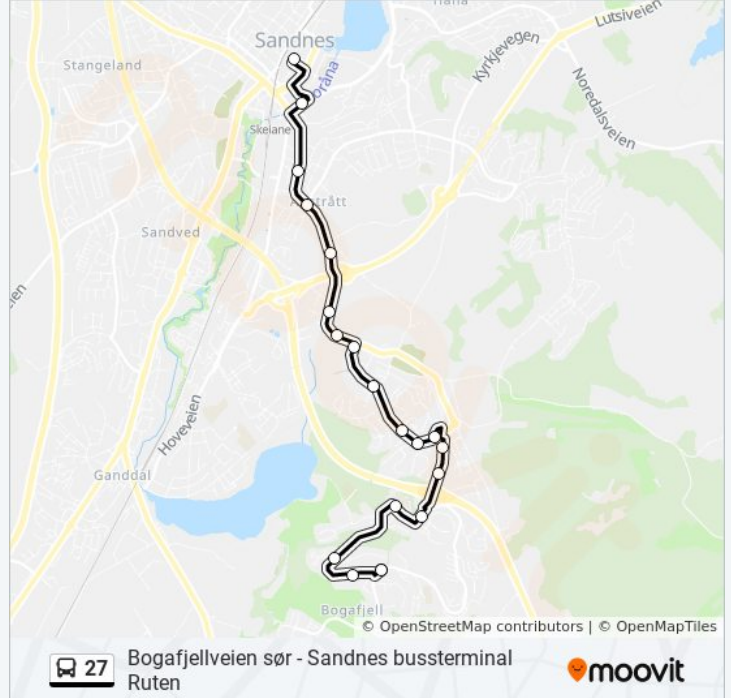 Hana
Lutsiveien
Sandnes
Stangeland
Kyrkjevegen
Noredalsveien
Skeiane
Sandved
Hoveveien
Ganddal
Bogafjell
© OpenStreetMap contributors | © OpenMapTiles
27
Bogafjellveien sør - Sandnes bussterminal
Ruten
moovit